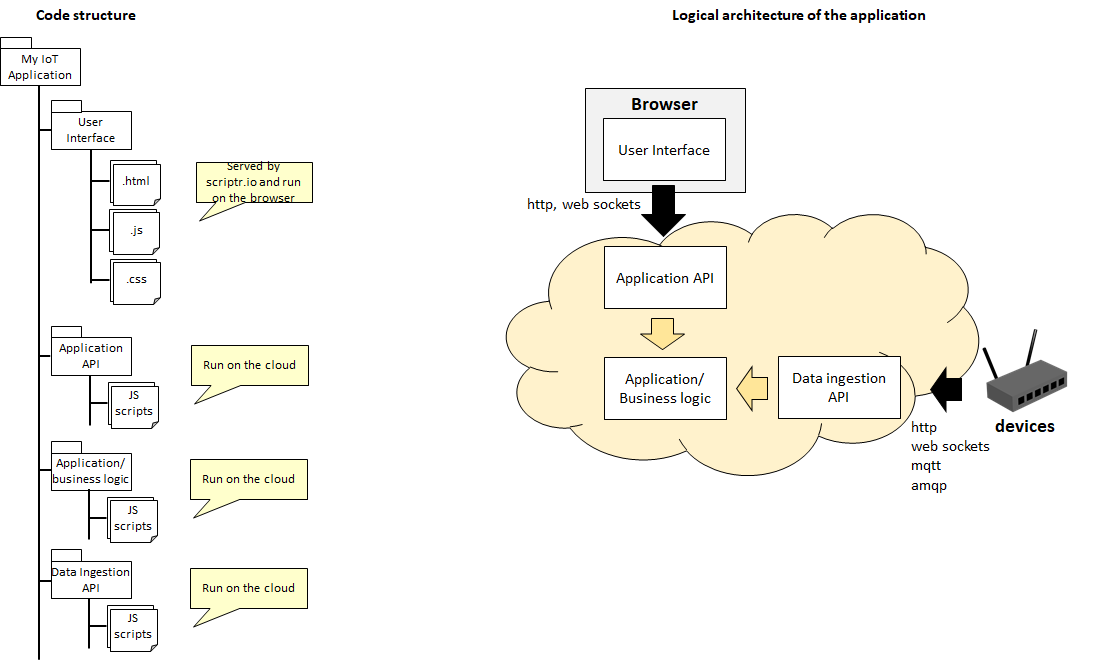 Code structure
My IoT
Application
User
Interface
.html
.js
.css
Served by
scriptr.io and run
on the browser
Application
API
JS
scripts
Run on the cloud
Application/
business logic
JS
scripts
Run on the cloud
Data Ingestion
API
JS
scripts
Run on the cloud
Logical architecture of the application
Browser
User Interface
http, web sockets
Application API
Application/
Business logic
Data ingestion
API
devices
http
web sockets
mqtt
amqp